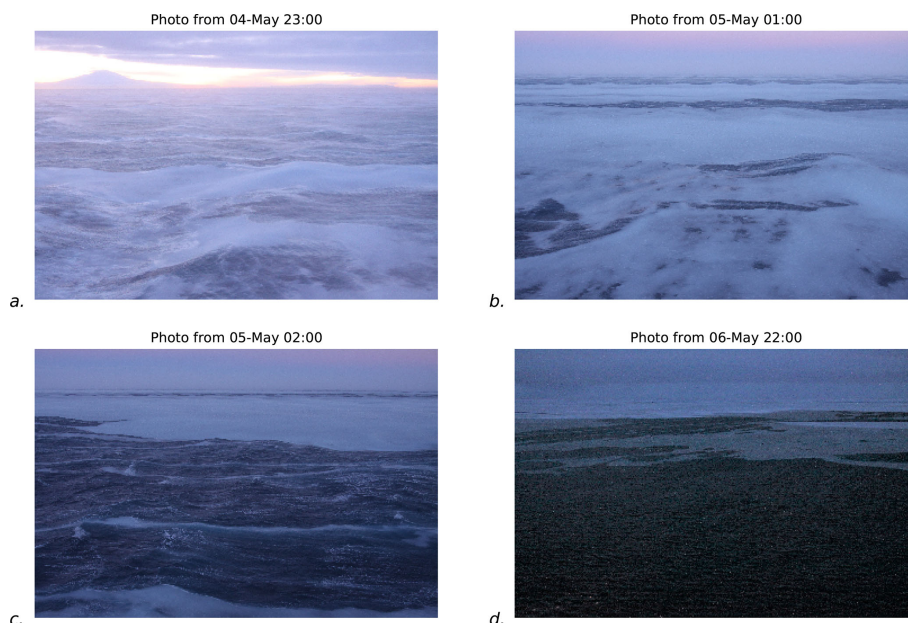 Photo from 04-May 23:00
Photo from 05-May 01:00
a.
b.
Photo from 05-May 02:00
Photo from 06-May 22:00
c.
d.